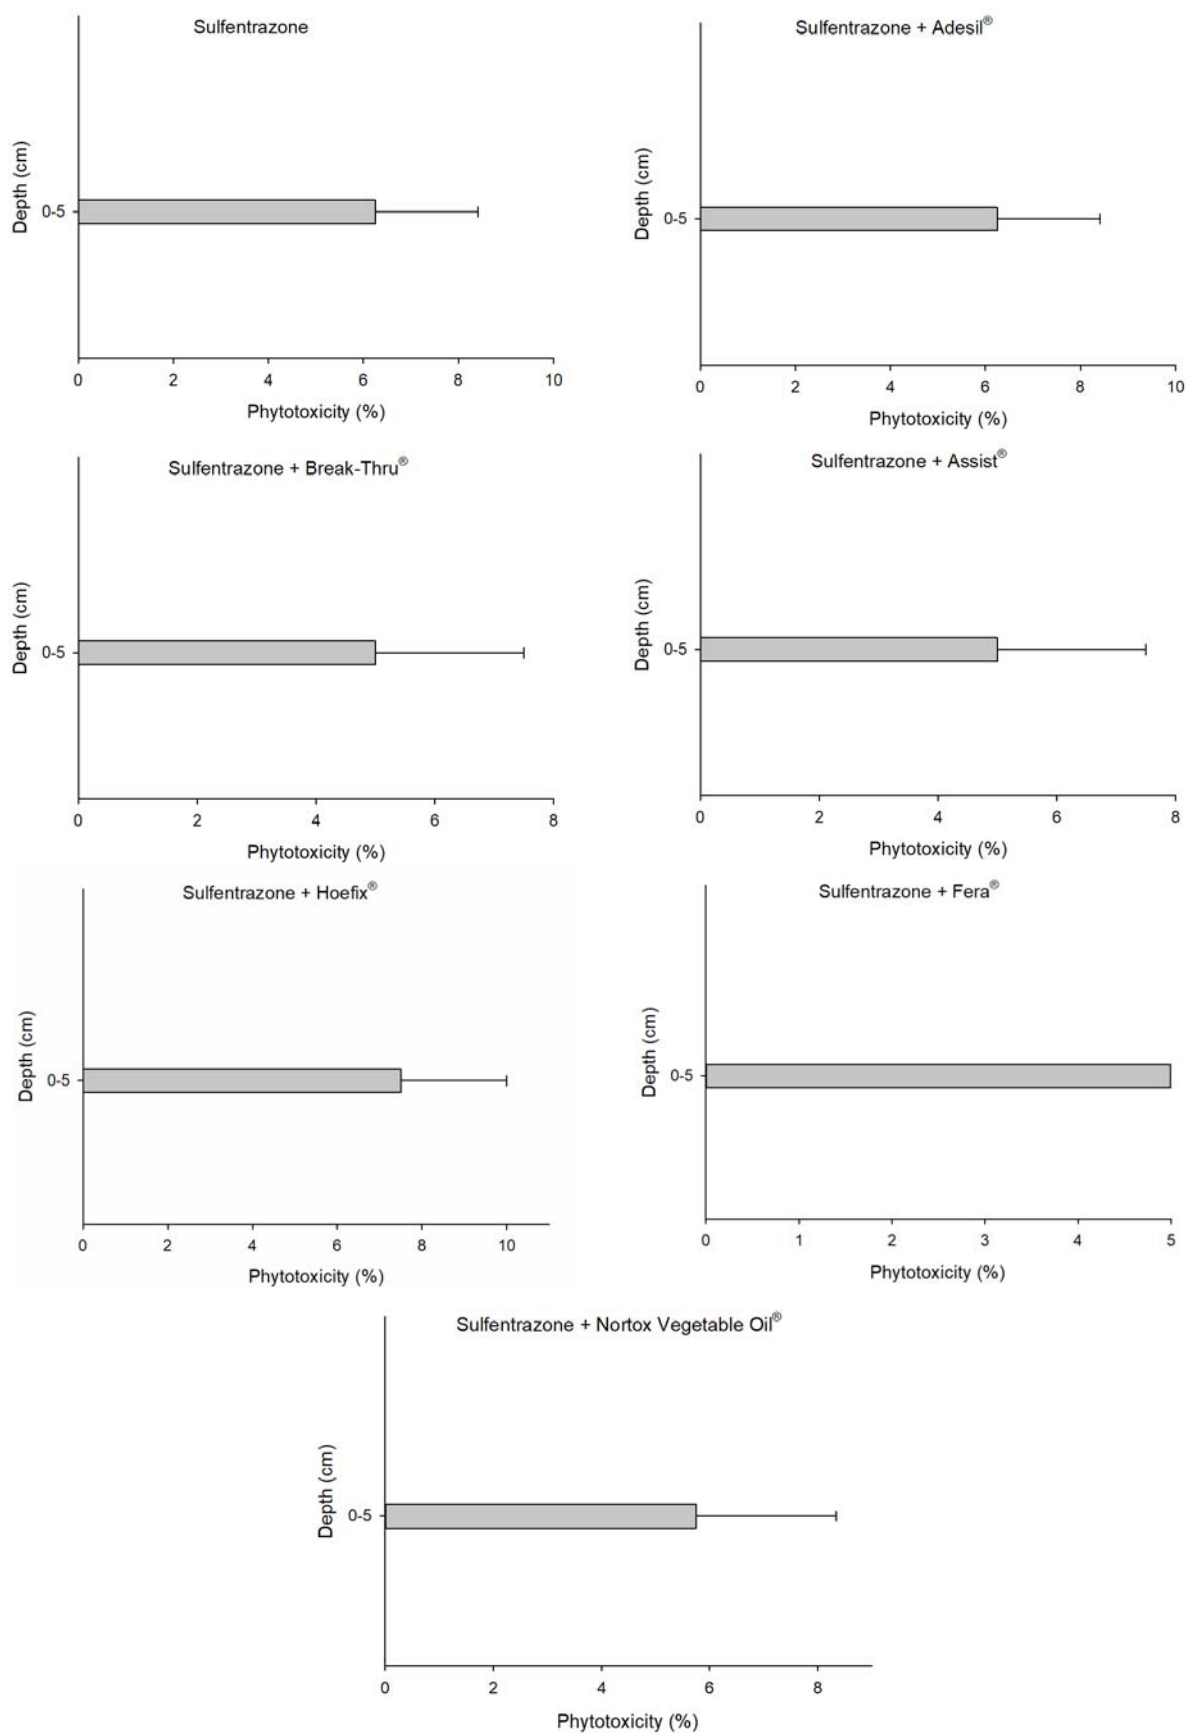 Sulfentrazone
Depth (cm)
0-5
0 2 4 6 8 10
Phytotoxicity (%)
Sulfentrazone + Adesil®
Depth (cm)
0-5
0 2 4 6 8 10
Phytotoxicity (%)
Sulfentrazone + Break-Thru®
Depth (cm)
0-5
0 2 4 6 8
Phytotoxicity (%)
Sulfentrazone + Assist®
Depth (cm)
0-5
0 2 4 6 8
Phytotoxicity (%)
Sulfentrazone + Hoefix®
Depth (cm)
0-5
0 2 4 6 8 10
Phytotoxicity (%)
Sulfentrazone + Fera®
Depth (cm)
0-5
0 1 2 3 4 5
Phytotoxicity (%)
Sulfentrazone + Nortox Vegetable Oil®
Depth (cm)
0-5
0 2 4 6 8
Phytotoxicity (%)